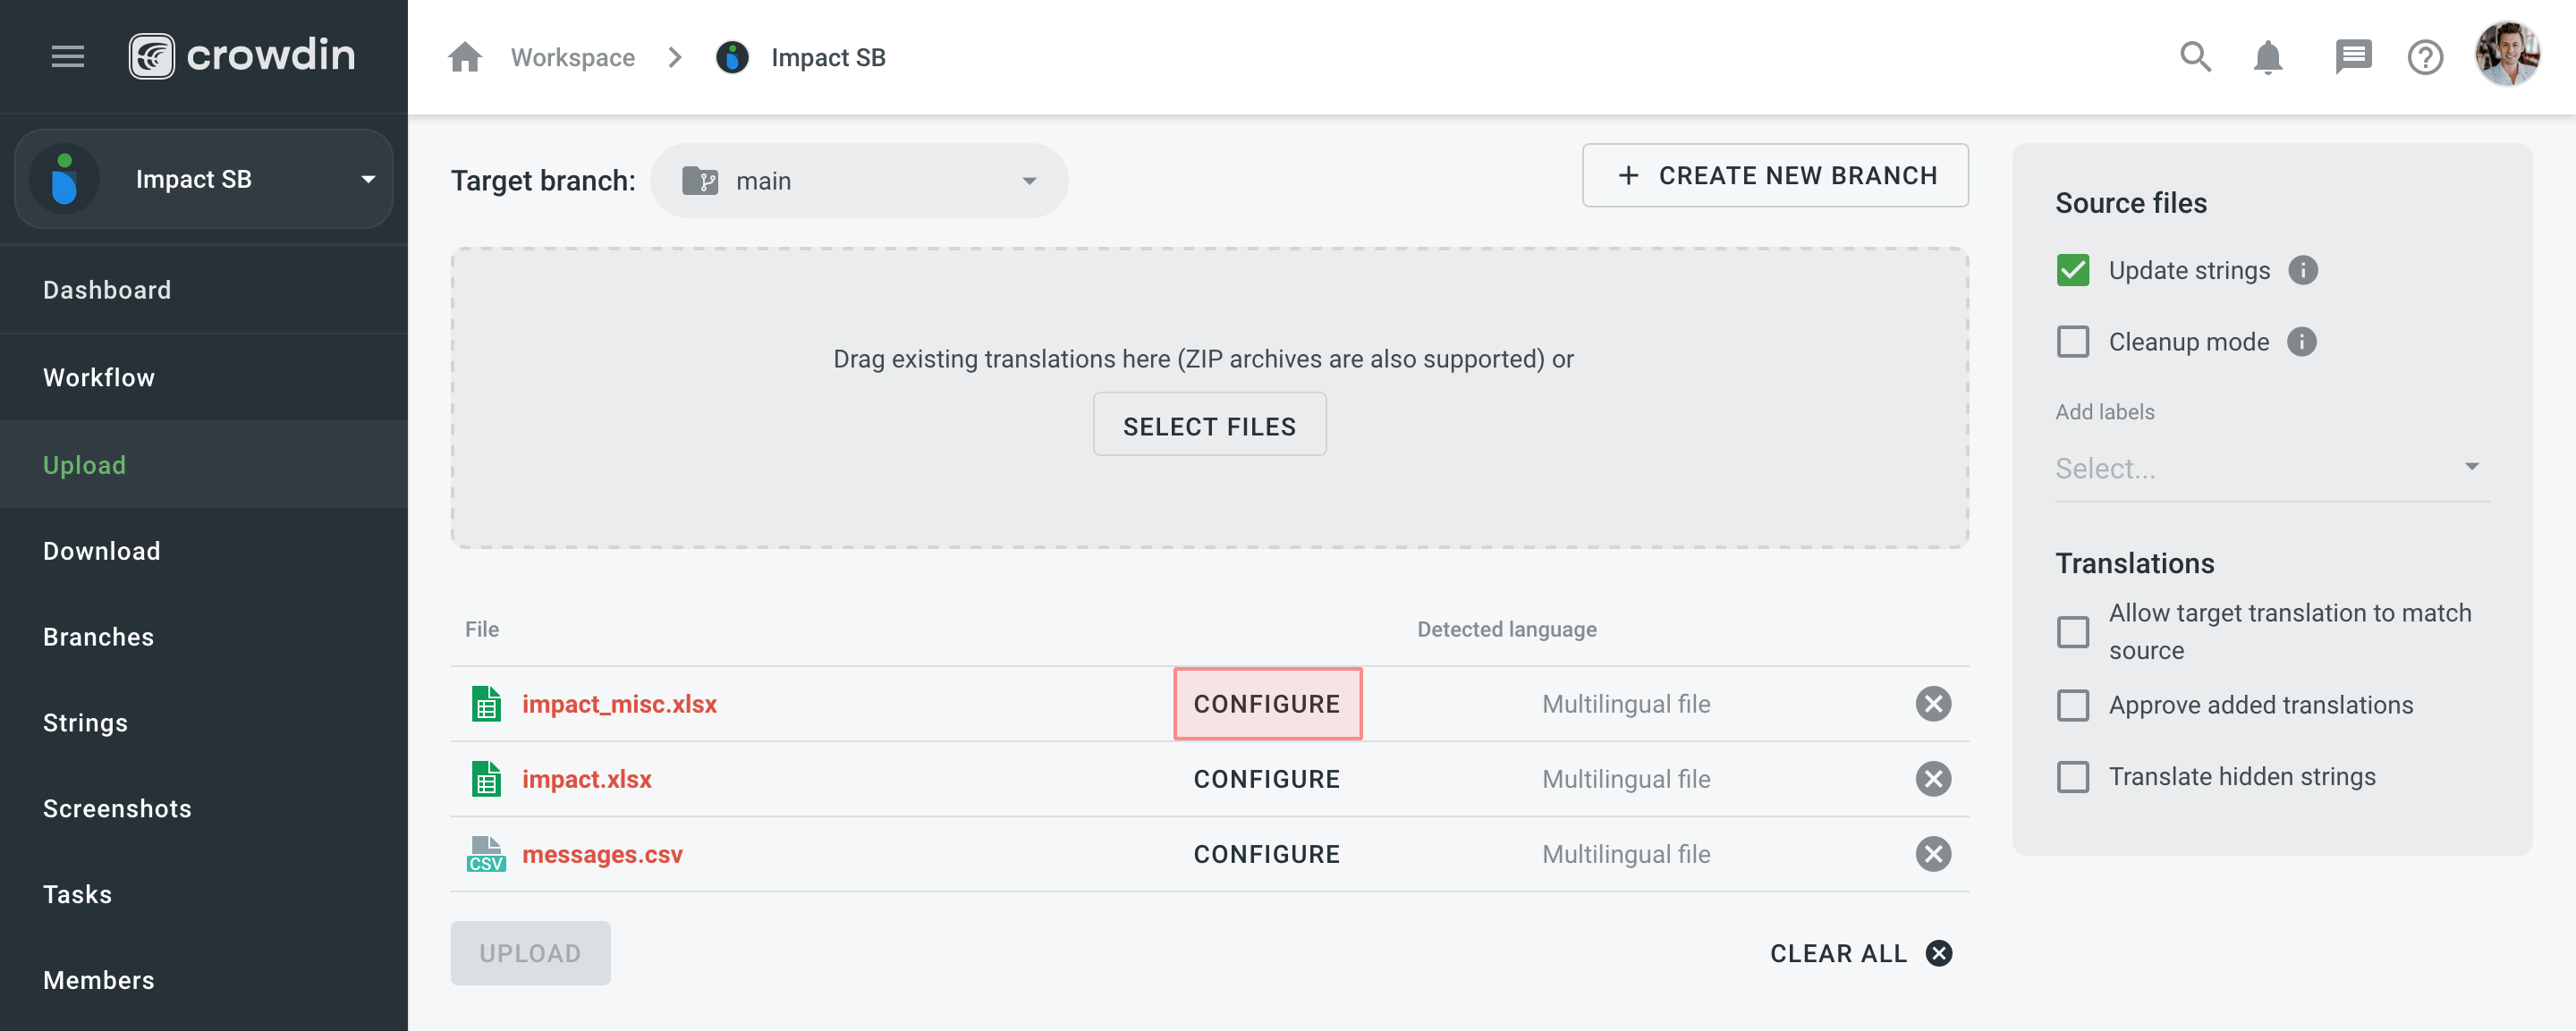 crowdin
Workspace
Impact SB
Impact SB
Dashboard
Workflow
Upload
Download
Branches
Strings
Screenshots
Tasks
Members
Target branch:
main
+ CREATE NEW BRANCH
Drag existing translations here (ZIP archives are also supported) or
SELECT FILES
File
Detected language
impact_misc.xlsx CONFIGURE Multilingual file
impact.xlsx CONFIGURE Multilingual file
CSV messages.csv CONFIGURE Multilingual file
UPLOAD
CLEAR ALL
Source files
Update strings
Cleanup mode
Add labels
Select...
Translations
Allow target translation to match
source
Approve added translations
Translate hidden strings